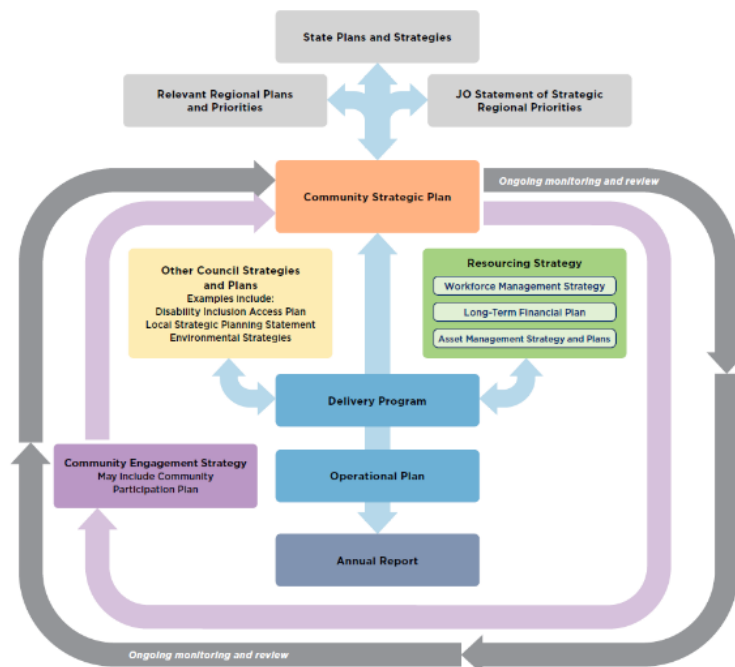 State Plans and Strategies
Relevant Regional Plans
and Priorities
JO Statement of Strategic
Regional Priorities
Community Strategic Plan
Ongoing monitoring and review
Other Council Strategies
and Plans
Examples include:
Disability Inclusion Access Plan
Local Strategic Planning Statement
Environmental Strategies
Resourcing Strategy
Workforce Management Strategy
Long-Term Financial Plan
Asset Management Strategy and Plans
Delivery Program
Community Engagement Strategy
May Include Community
Participation Plan
Operational Plan
Annual Report
Ongoing monitoring and review